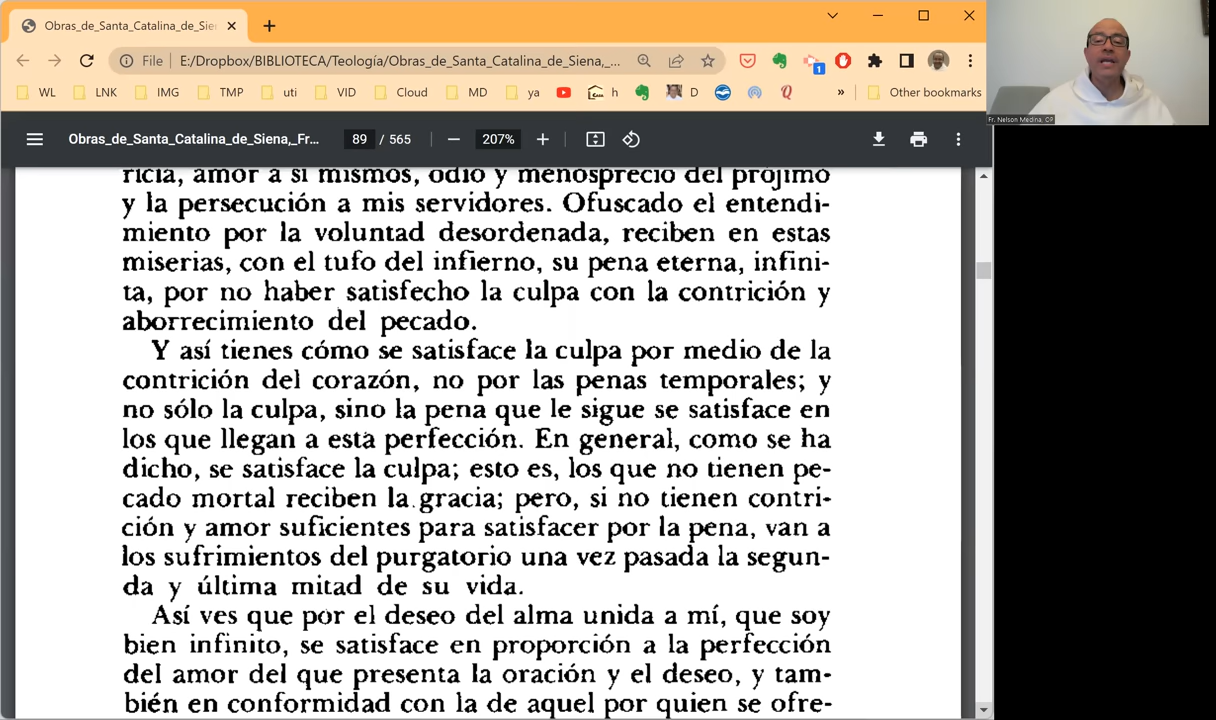 Obras_de_Santa_Catalina_de_Sie
File
E:/Dropbox/BIBLIOTECA/Teología/Obras_de_Santa_Catalina_de_Siena,_...
1
WL
LNK
IMG
TMP
uti
VID
Cloud
MD
ya
h
D
»
Other bookmarks
Fr. Nelson Medina, OP
Obras_de_Santa_Catalina_de_Siena,_Fr...
89 / 565
207%
ricia, amor a sí mismos, odio y menosprecio del prójimo
y la persecución a mis servidores. Ofuscado el entendi-
miento por la voluntad desordenada, reciben en estas
miserias, con el tufo del infierno, su pena eterna, infini-
ta, por no haber satisfecho la culpa con la contrición y
aborrecimiento del pecado.
Y así tienes cómo se satisface la culpa por medio de la
contrición del corazón, no por las penas temporales; y
no sólo la culpa, sino la pena que le sigue se satisface en
los que llegan a esta perfección. En general, como se ha
dicho, se satisface la culpa; esto es, los que no tienen pe-
cado mortal reciben la gracia; pero, si no tienen contri-
ción y amor suficientes para satisfacer por la pena, van a
los sufrimientos del purgatorio una vez pasada la segun-
da y última mitad de su vida.
Así ves que por el deseo del alma unida a mí, que soy
bien infinito, se satisface en proporción a la perfección
del amor del que presenta la oración y el deseo, y tam-
bién en conformidad con la de aquel por quien se ofre-